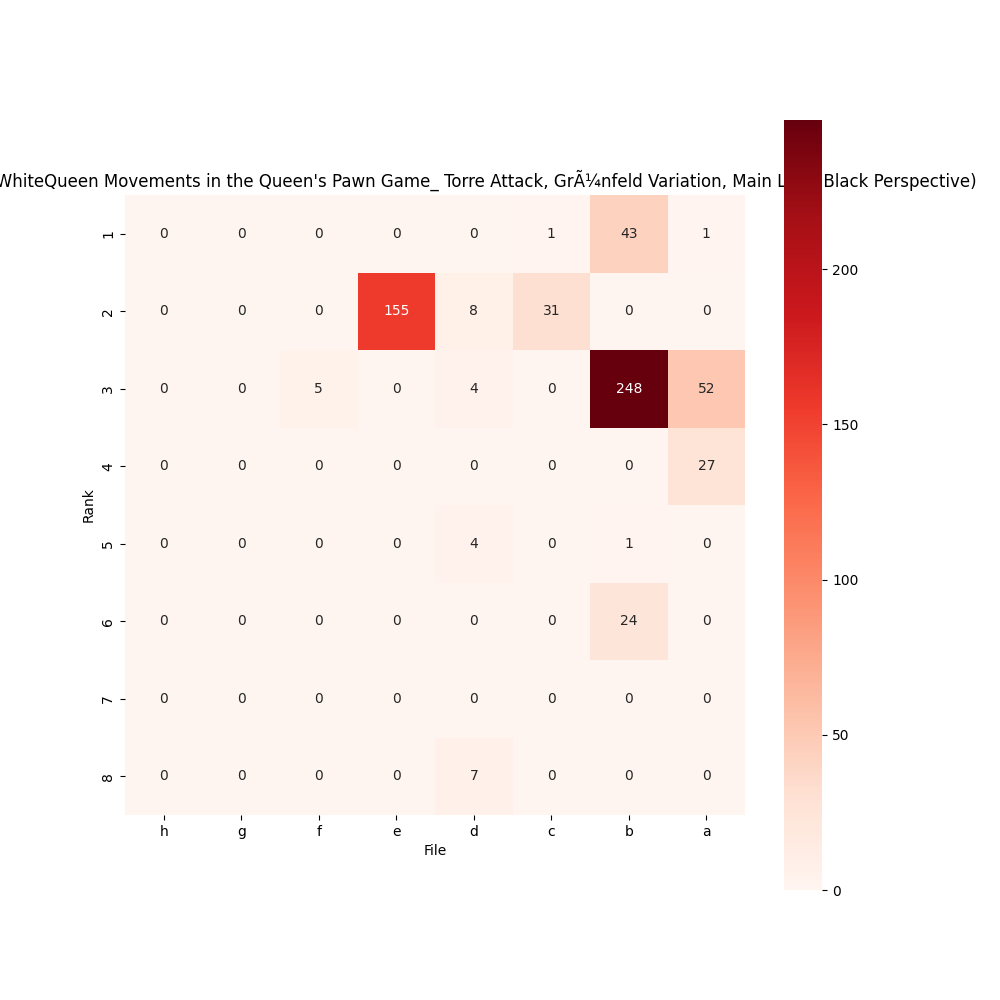 WhiteQueen Movements in the Queen's Pawn Game_ Torre Attack, GrÃ¼nfeld Variation, Main Black Perspective)
1 0 0 0 0 0 1 43 1
2 0 0 0 155 8 31 0 0
3 0 0 5 0 4 0 248 52
4 0 0 0 0 0 0 0 27
5 0 0 0 0 4 0 1 0
6 0 0 0 0 0 0 24 0
7 0 0 0 0 0 0 0 0
8 0 0 0 0 7 0 0 0
h g f e d c b a
File
Rank
200
150
100
50
0